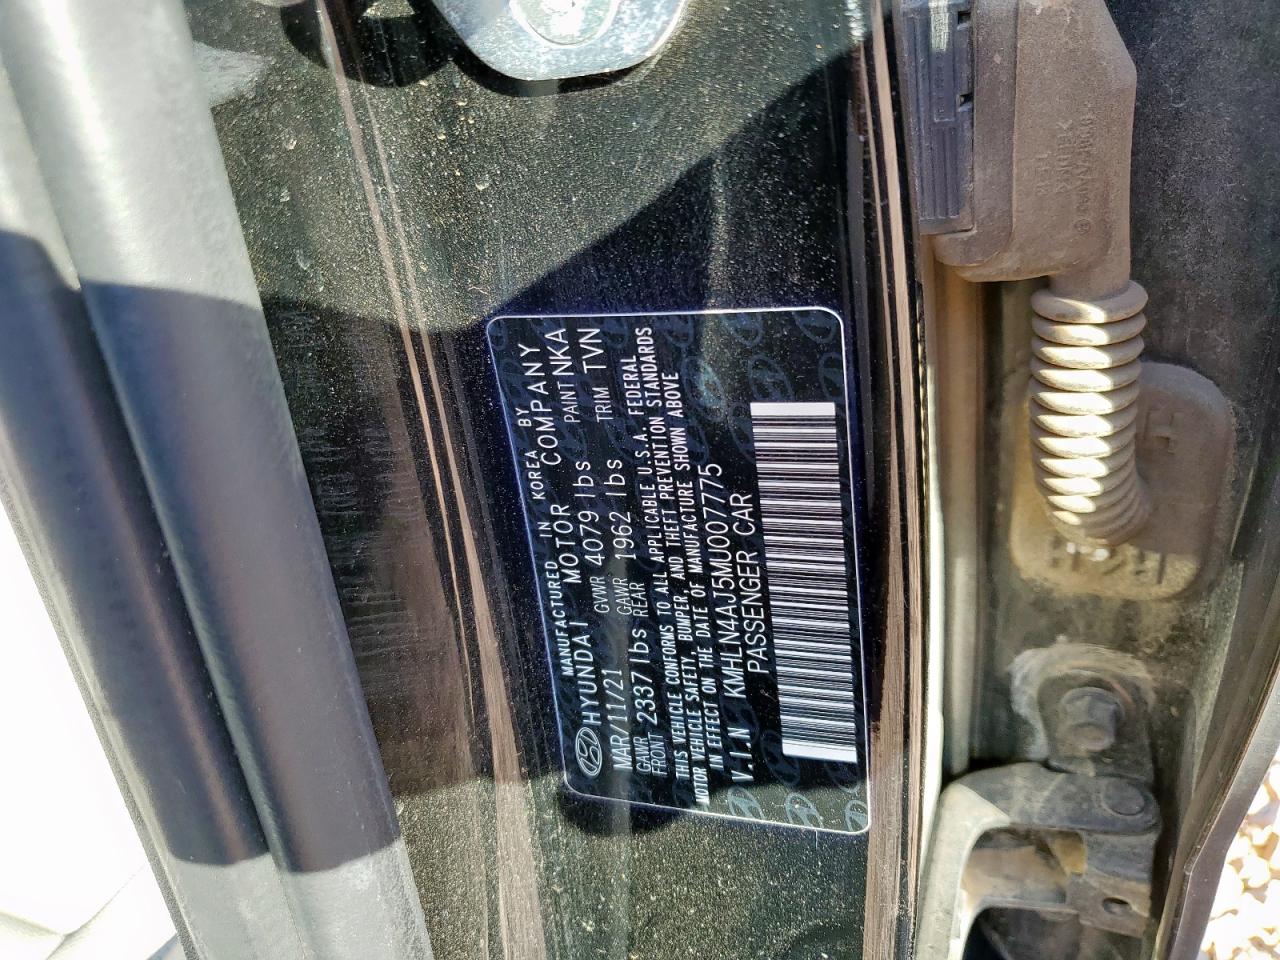 MANUFACTURED IN KOREA BY
HYUNDAI MOTOR COMPANY
MAR/11/21 GVWR 4079 lbs PAINT NKA
GAWR FRONT 2337 lbs GAWR REAR 1962 lbs TRIM TVN
THIS VEHICLE CONFORMS TO ALL APPLICABLE U.S.A. FEDERAL
MOTOR VEHICLE SAFETY, BUMPER, AND THEFT PREVENTION STANDARDS
IN EFFECT ON THE DATE OF MANUFACTURE SHOWN ABOVE
V.I.N KMHLN4AJ5MU007775
PASSENGER CAR